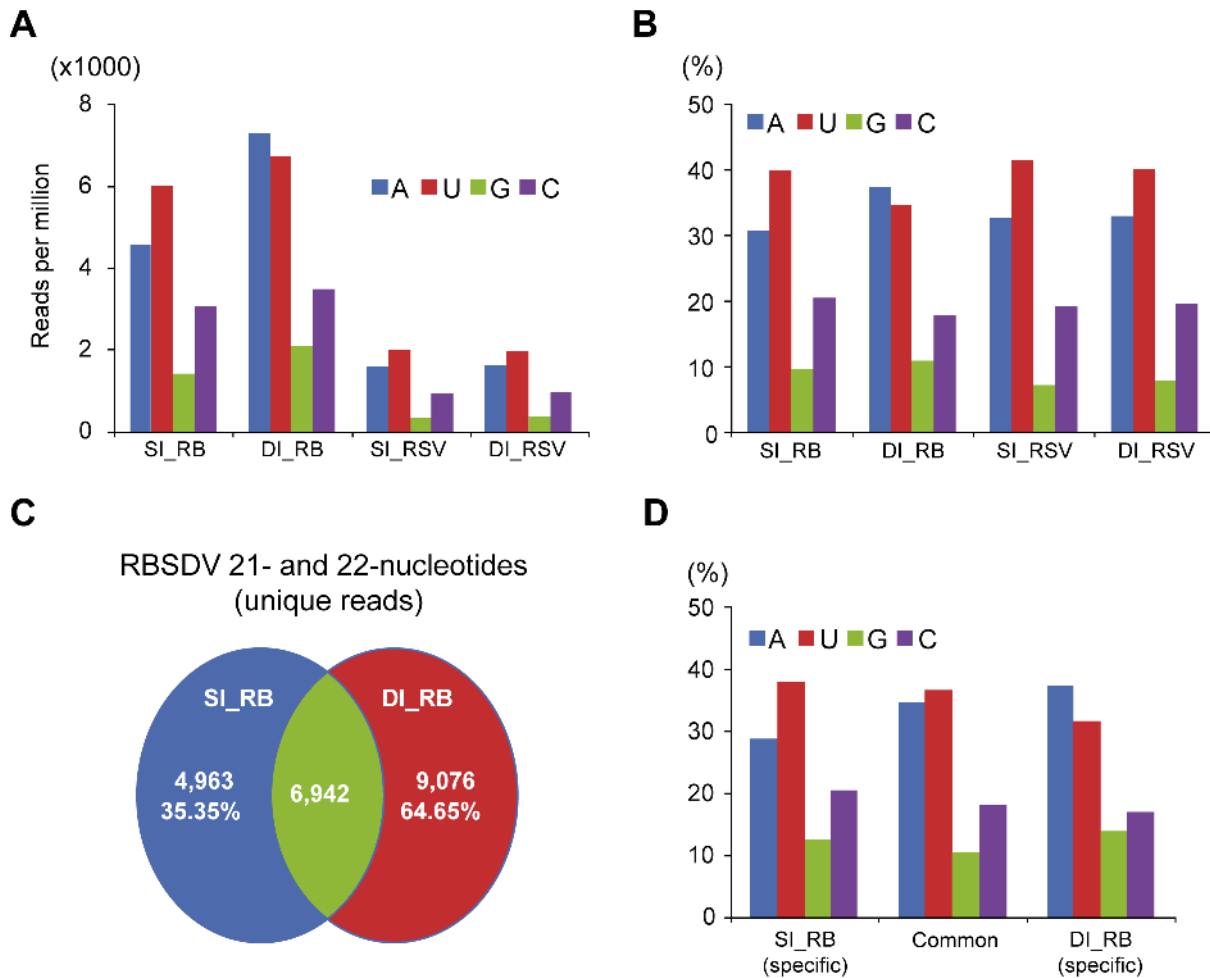 A
(x1000)
Reads per million
8
6
4
2
0
A U G C
SI_RB DI_RB SI_RSV DI_RSV
B
(%)
50
40
30
20
10
0
A U G C
SI_RB DI_RB SI_RSV DI_RSV
C
RBSDV 21- and 22-nucleotides
(unique reads)
SI_RB DI_RB
4,963 6,942 9,076
35.35% 64.65%
D
(%)
50
40
30
20
10
0
A U G C
SI_RB Common DI_RB
(specific) (specific)